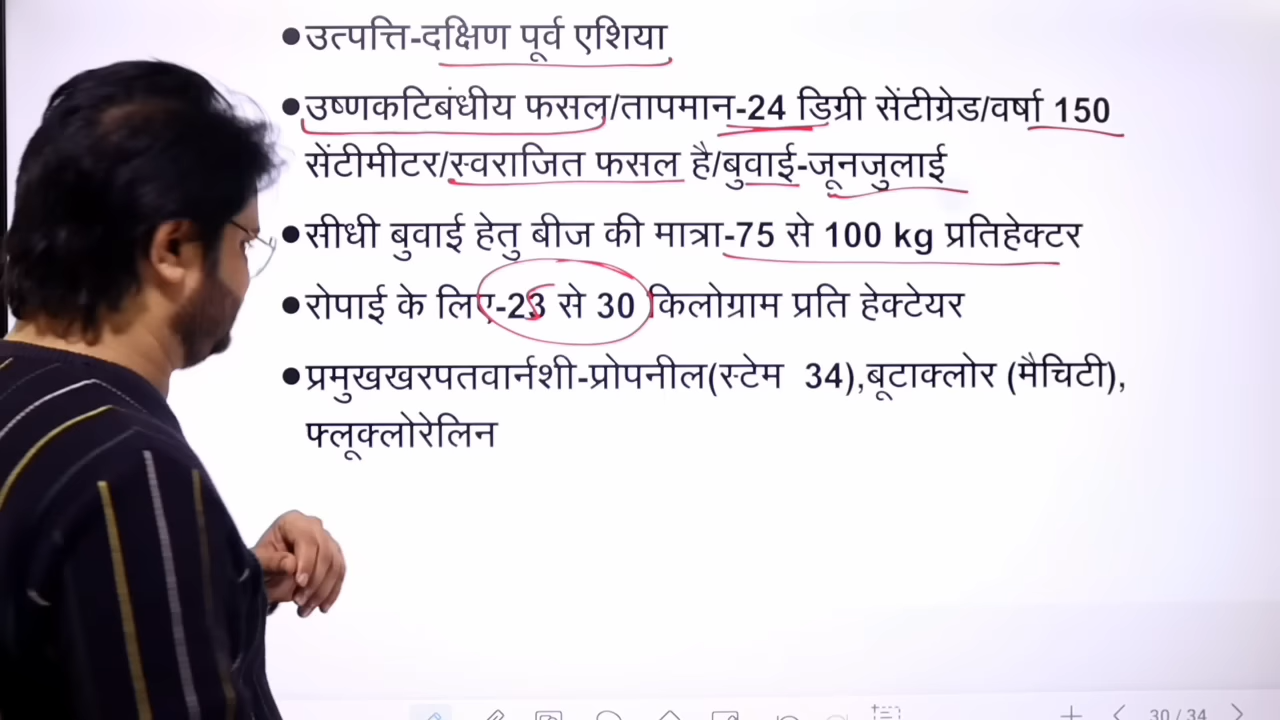 ●उत्पत्ति-दक्षिण पूर्व एशिया
●उष्णकटिबंधीय फसल/तापमान-24 डिग्री सेंटीग्रेड/वर्षा 150
सेंटीमीटर/स्वराजित फसल है/बुवाई-जूनजुलाई
●सीधी बुवाई हेतु बीज की मात्रा-75 से 100 kg प्रतिहेक्टर
●रोपाई के लिए-25 से 30 किलोग्राम प्रति हेक्टेयर
●प्रमुखखरपतवार्नशी-प्रोपनील(स्टेम 34),बूटाक्लोर (मैचिटी),
फ्लूक्लोरेलिन
30 / 34